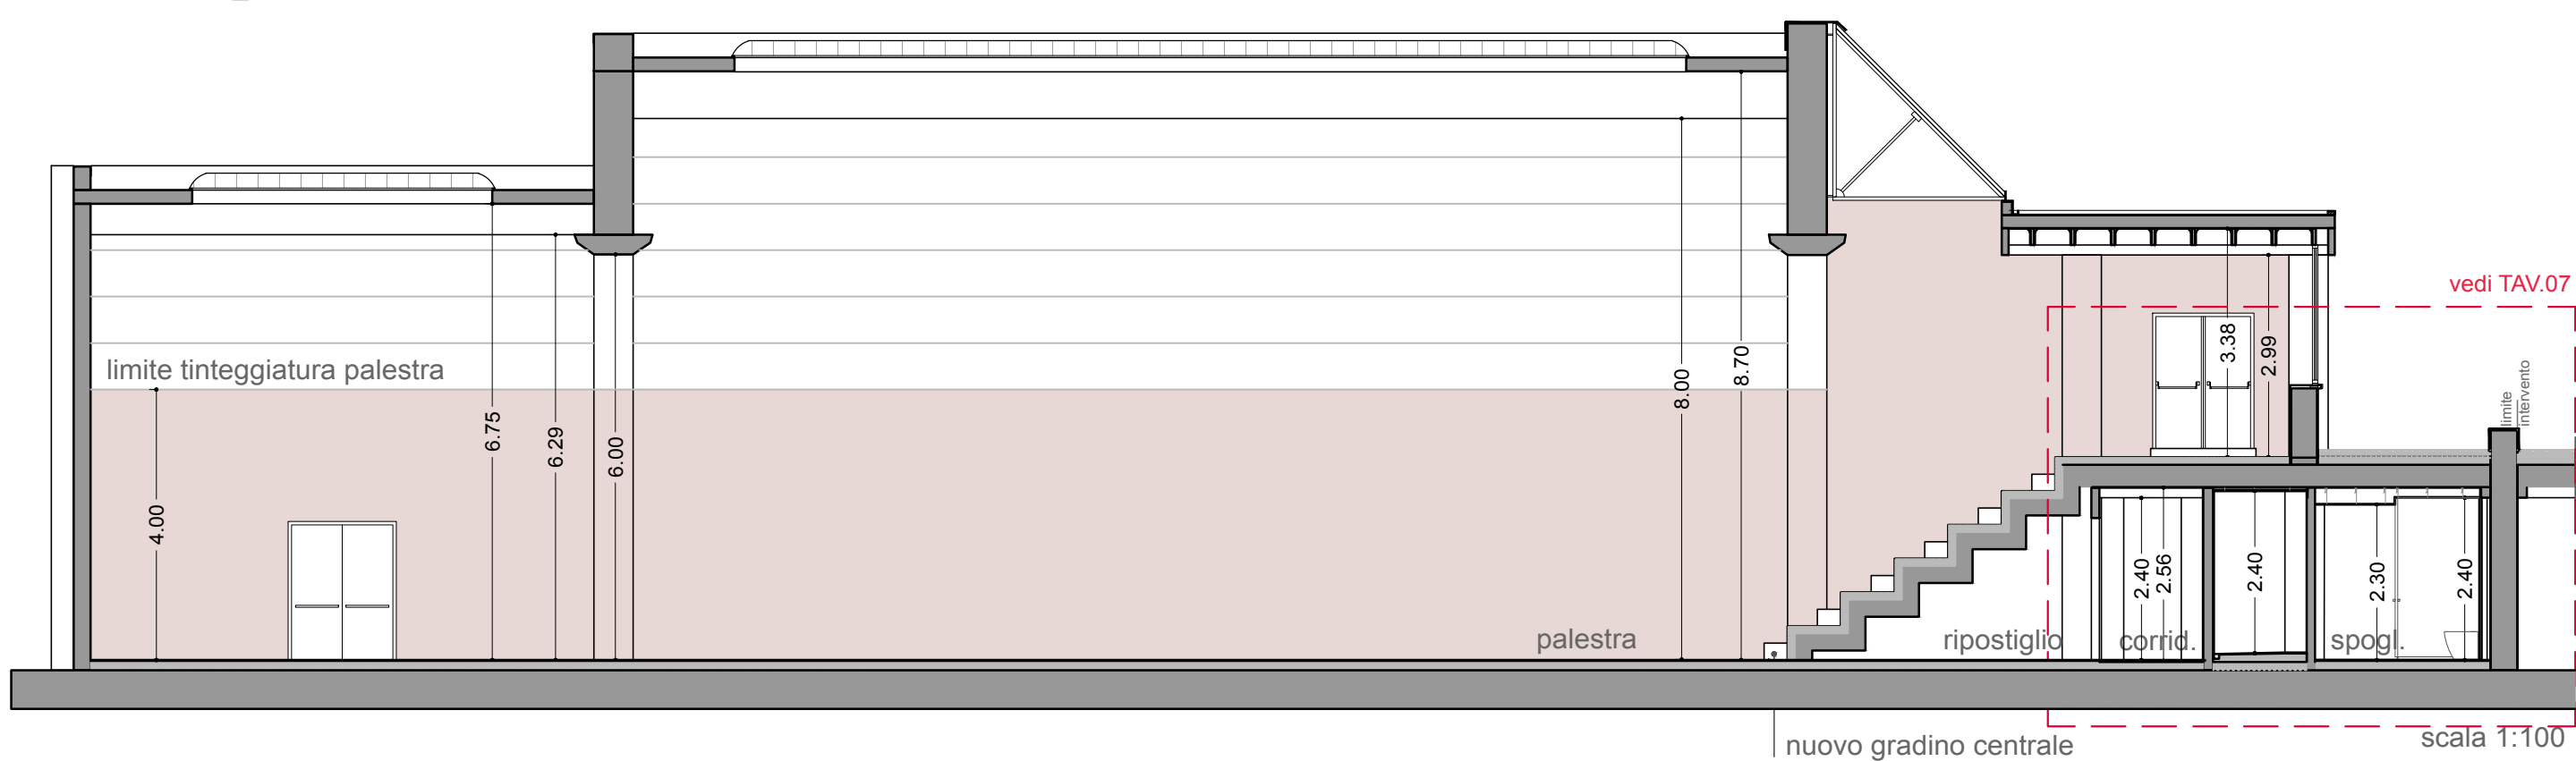 vedi TAV.07
limite tinteggiatura palestra
4.00
6.75
6.29
6.00
8.00
8.70
3.38
2.99
limite
intervento
2.40
2.56
2.40
2.30
2.40
palestra
ripostiglio
corrid.
spogl.
nuovo gradino centrale
scala 1:100